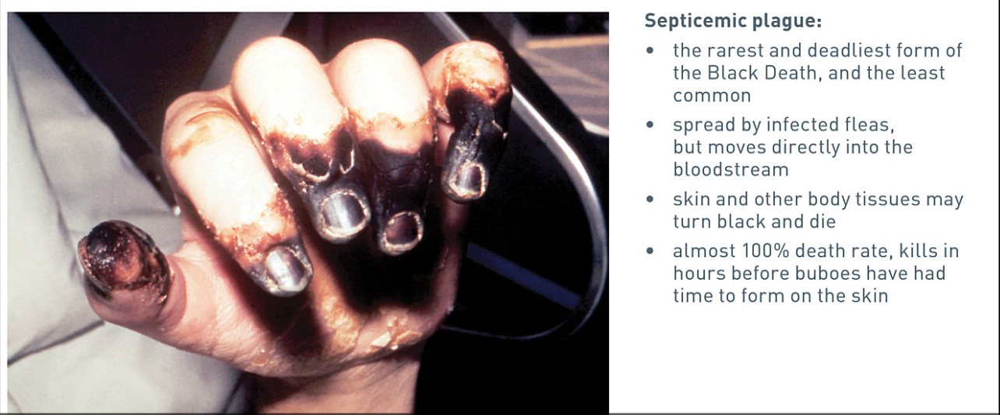 Septicemic plague:
• the rarest and deadliest form of
the Black Death, and the least
common
• spread by infected fleas,
but moves directly into the
bloodstream
• skin and other body tissues may
turn black and die
• almost 100% death rate, kills in
hours before buboes have had
time to form on the skin